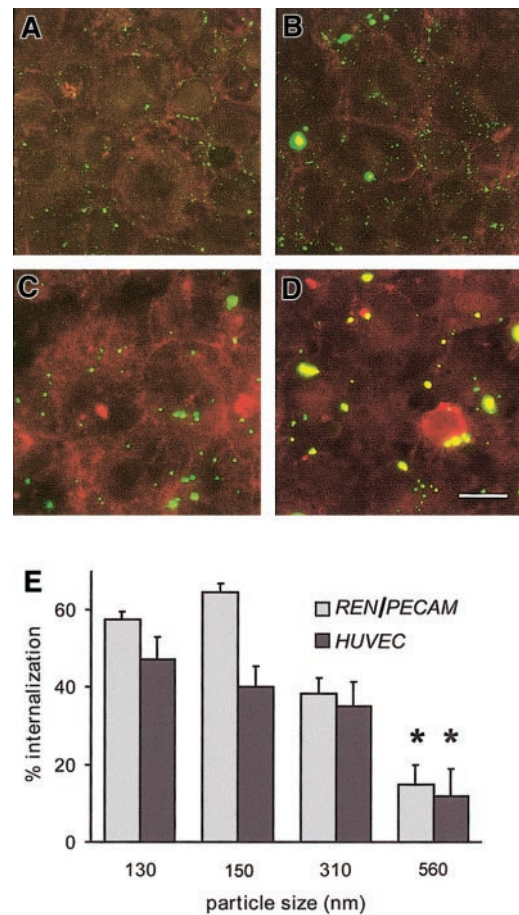 A
B
C
D
E
60
40
20
0
% internalization
REN/PECAM
HUVEC
* *
130 150 310 560
particle size (nm)